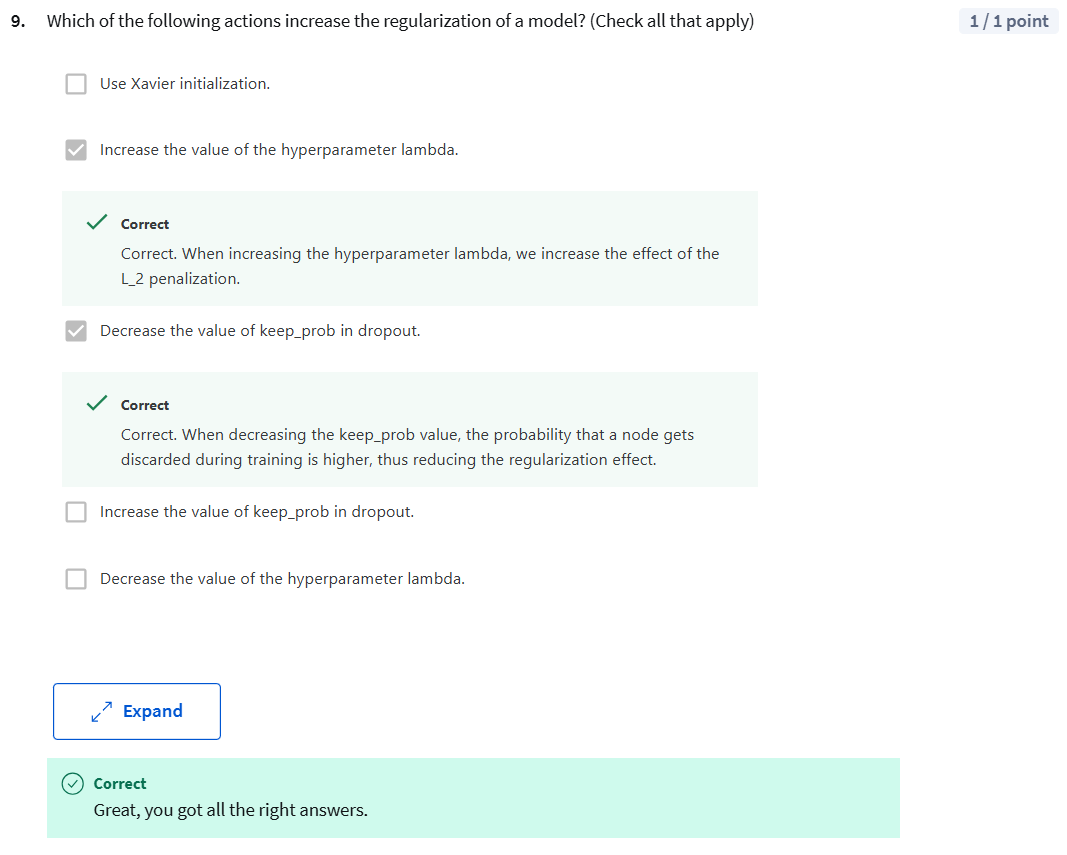 9. Which of the following actions increase the regularization of a model? (Check all that apply)
1 / 1 point
Use Xavier initialization.
Increase the value of the hyperparameter lambda.
Correct
Correct. When increasing the hyperparameter lambda, we increase the effect of the
L_2 penalization.
Decrease the value of keep_prob in dropout.
Correct
Correct. When decreasing the keep_prob value, the probability that a node gets
discarded during training is higher, thus reducing the regularization effect.
Increase the value of keep_prob in dropout.
Decrease the value of the hyperparameter lambda.
Expand
Correct
Great, you got all the right answers.